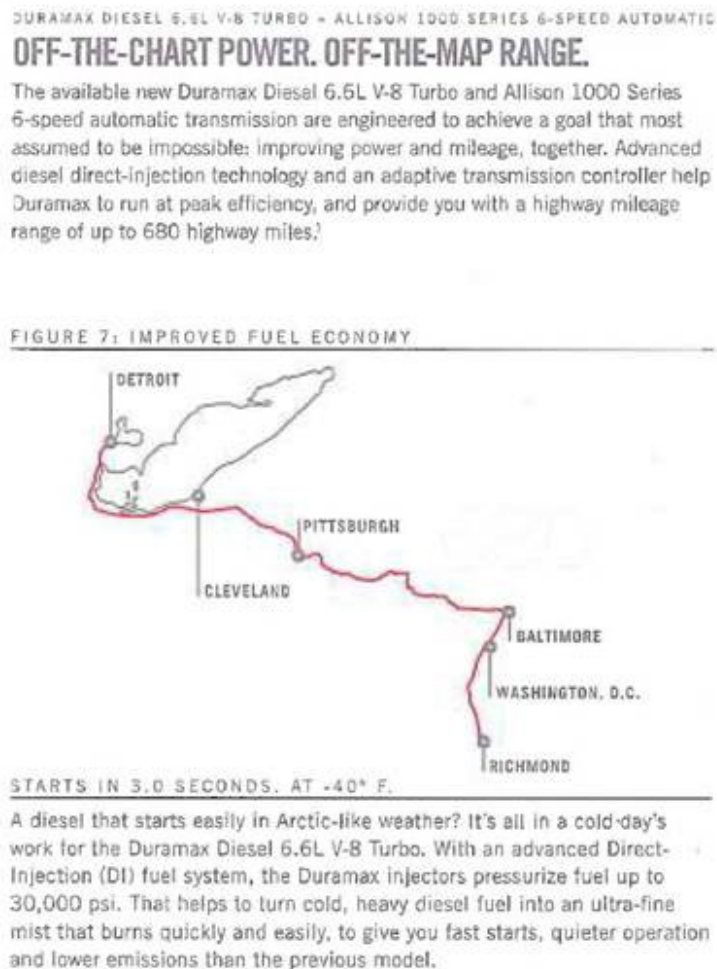 DURAMAX DIESEL 6.6L V-8 TURBO – ALLISON 1000 SERIES 6-SPEED AUTOMATIC
OFF-THE-CHART POWER. OFF-THE-MAP RANGE.
The available new Duramax Diesel 6.6L V-8 Turbo and Allison 1000 Series
6-speed automatic transmission are engineered to achieve a goal that most
assumed to be impossible: improving power and mileage, together. Advanced
diesel direct-injection technology and an adaptive transmission controller help
Duramax to run at peak efficiency, and provide you with a highway mileage
range of up to 680 highway miles.¹
FIGURE 7: IMPROVED FUEL ECONOMY
DETROIT
PITTSBURGH
CLEVELAND
BALTIMORE
WASHINGTON, D.C.
RICHMOND
STARTS IN 3.0 SECONDS. AT -40° F.
A diesel that starts easily in Arctic-like weather? It's all in a cold-day's
work for the Duramax Diesel 6.6L V-8 Turbo. With an advanced Direct-
Injection (DI) fuel system, the Duramax injectors pressurize fuel up to
30,000 psi. That helps to turn cold, heavy diesel fuel into an ultra-fine
mist that burns quickly and easily, to give you fast starts, quieter operation
and lower emissions than the previous model.